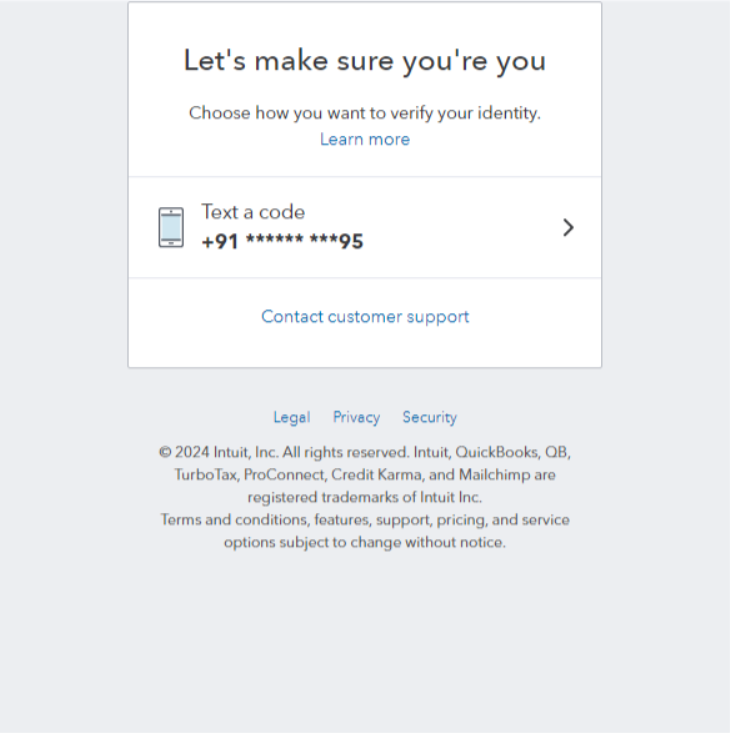 Let's make sure you're you
Choose how you want to verify your identity.
Learn more
Text a code
+91 ****** ***95
Contact customer support
Legal Privacy Security
© 2024 Intuit, Inc. All rights reserved. Intuit, QuickBooks, QB,
TurboTax, ProConnect, Credit Karma, and Mailchimp are
registered trademarks of Intuit Inc.
Terms and conditions, features, support, pricing, and service
options subject to change without notice.